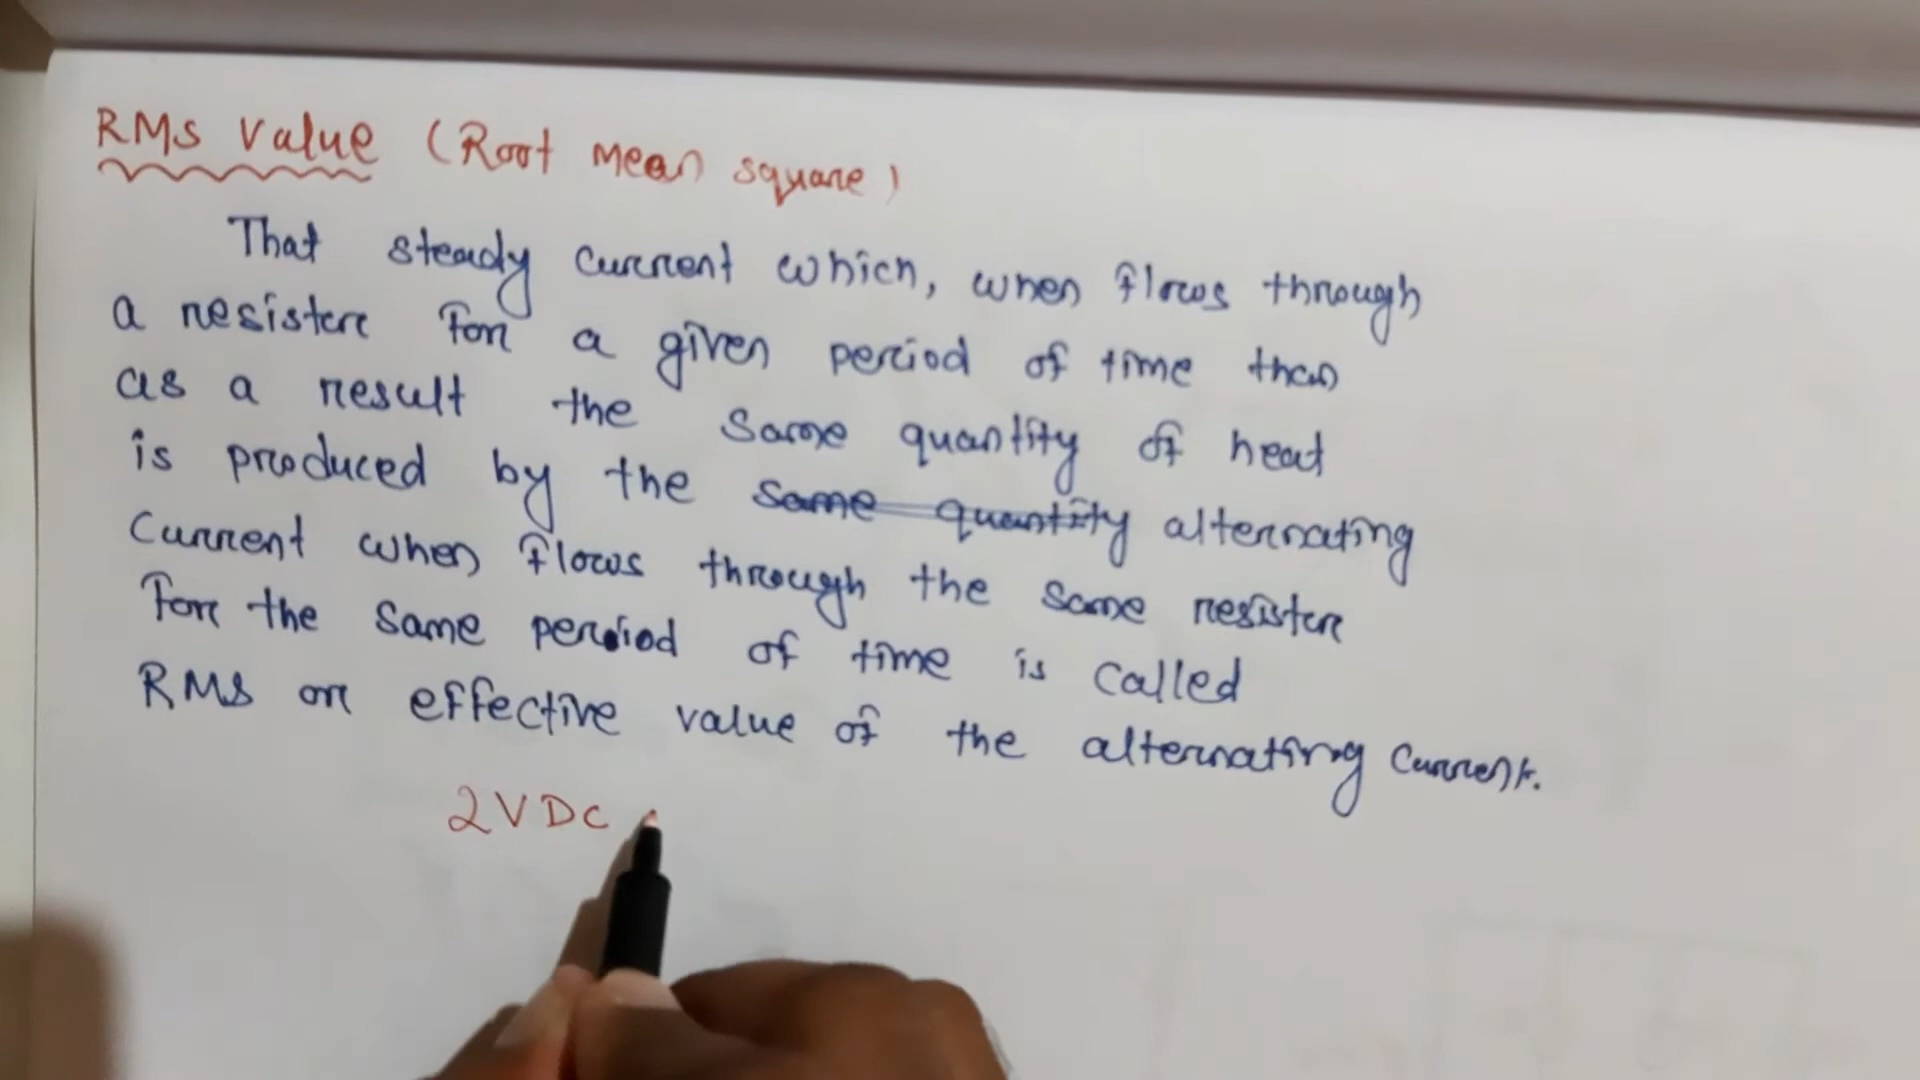 RMS Value (Root Mean square)
That steady current which, when flows through
a resister for a given period of time than
as a result the same quantity of heat
is produced by the same quantity alternating
Current when flows through the same resister
For the same period of time is called
RMS or effective value of the alternating current.
2VDC